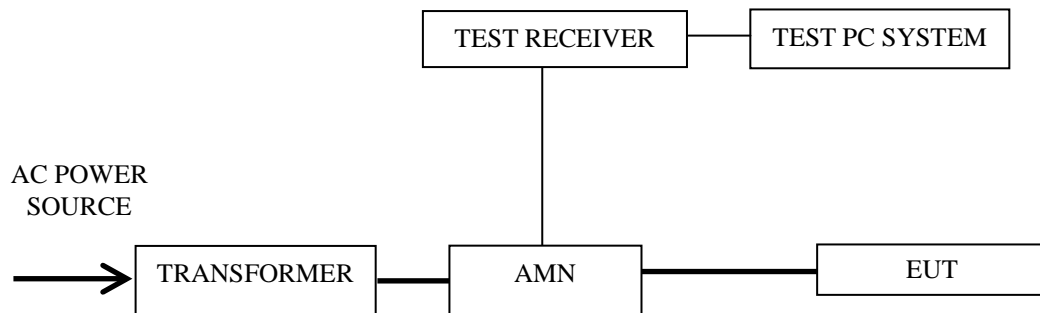 TEST RECEIVER
TEST PC SYSTEM
AC POWER
SOURCE
TRANSFORMER
AMN
EUT